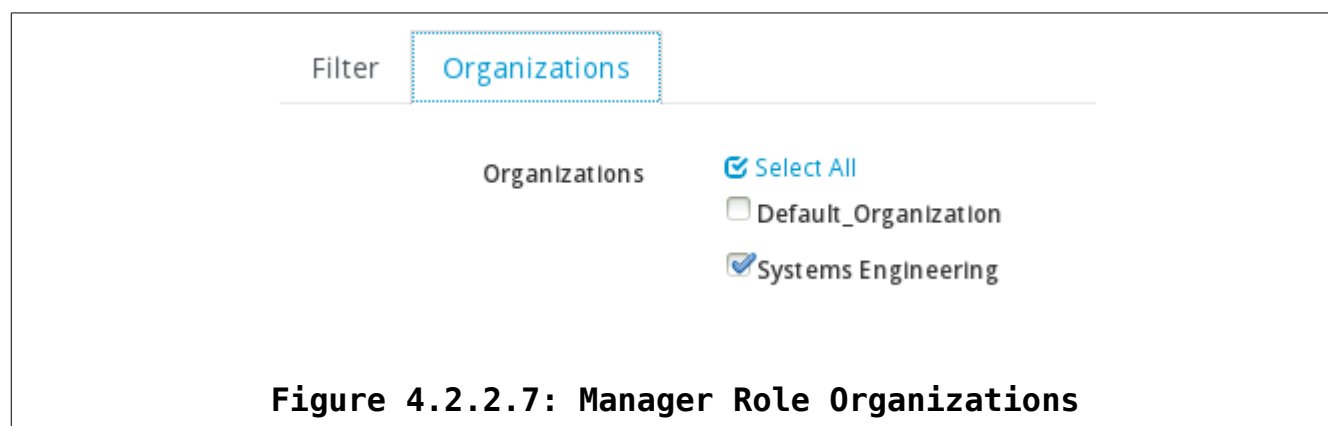 Filter Organizations
Organizations Select All
Default_Organization
Systems Engineering
Figure 4.2.2.7: Manager Role Organizations